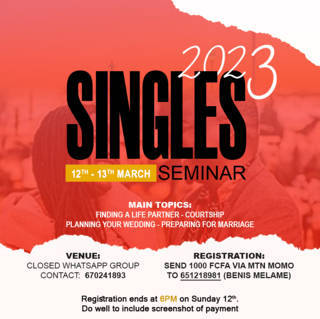 2023
SINGLES
12TH - 13TH MARCH SEMINAR
MAIN TOPICS:
FINDING A LIFE PARTNER - COURTSHIP
PLANNING YOUR WEDDING - PREPARING FOR MARRIAGE
VENUE:
CLOSED WHATSAPP GROUP
CONTACT: 670241893
REGISTRATION:
SEND 1000 FCFA VIA MTN MOMO
TO 651218981 (BENIS MELAME)
Registration ends at 6PM on Sunday 12th.
Do well to include screenshot of payment